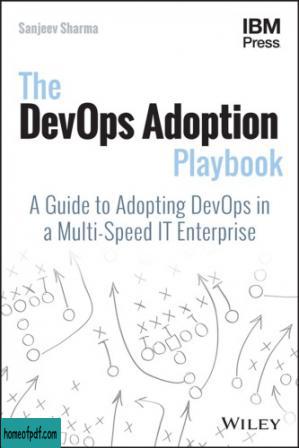 Sanjeev Sharma
IBM
Press
The
DevOps Adoption
Playbook
A Guide to Adopting DevOps in
a Multi-Speed IT Enterprise
homeofpdf.com
WILEY